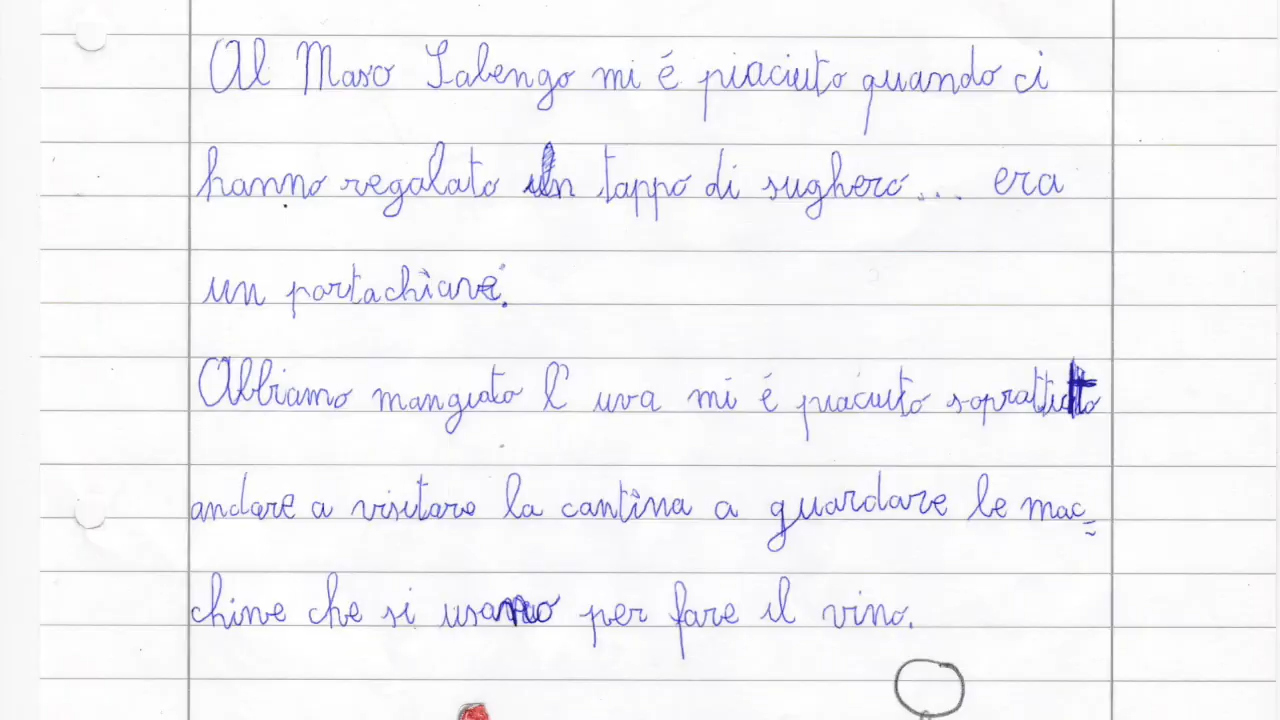 Al Maso Salengo mi é piaciuto quando ci
hanno regalato un tappo di sughero... era
un portachiave.
Abbiamo mangiato l'uva mi é piaciuto soprattutto
andare a visitare la cantina a guardare le mac=
chine che si usano per fare il vino.